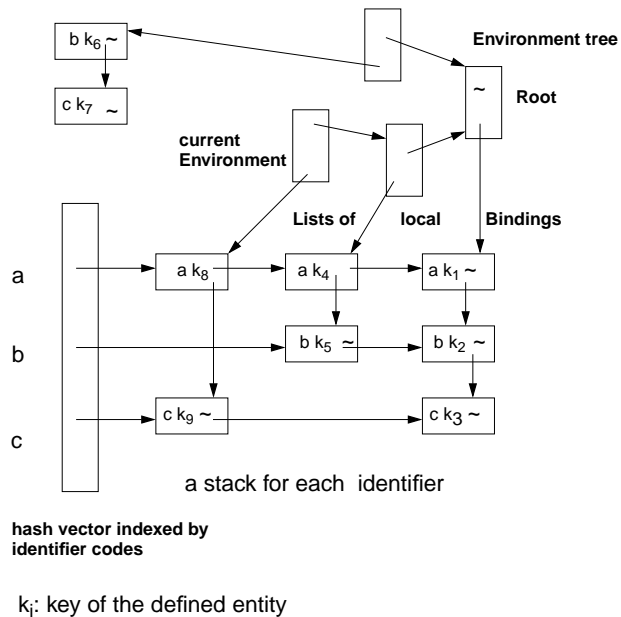 b k6 ~
Environment tree
c k7 ~
~
Root
current
Environment
Lists of local Bindings
a
a k8
a k4
a k1 ~
b
b k5 ~
b k2 ~
c
c k9 ~
c k3 ~
a stack for each identifier
hash vector indexed by
identifier codes
ki: key of the defined entity